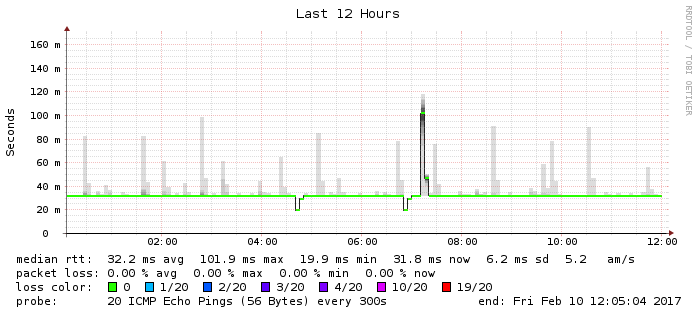 Last 12 Hours
RRDTOOL / TOBI OETIKER
Seconds
160 m
140 m
120 m
100 m
80 m
60 m
40 m
20 m
0
02:00 04:00 06:00 08:00 10:00 12:00
median rtt: 32.2 ms avg 101.9 ms max 19.9 ms min 31.8 ms now 6.2 ms sd 5.2 am/s
packet loss: 0.00 % avg 0.00 % max 0.00 % min 0.00 % now
loss color: 0 1/20 2/20 3/20 4/20 10/20 19/20
probe: 20 ICMP Echo Pings (56 Bytes) every 300s end: Fri Feb 10 12:05:04 2017